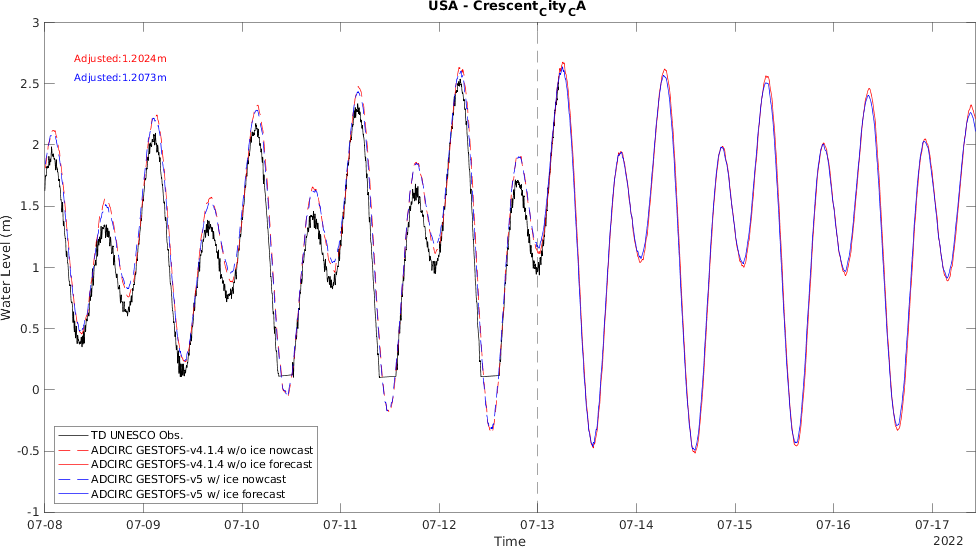 USA - CrescentCityCA
3
2.5
2
1.5
1
0.5
0
-0.5
-1
Water Level (m)
Adjusted:1.2024m
Adjusted:1.2073m
TD UNESCO Obs.
ADCIRC GESTOFS-v4.1.4 w/o ice nowcast
ADCIRC GESTOFS-v4.1.4 w/o ice forecast
ADCIRC GESTOFS-v5 w/ ice nowcast
ADCIRC GESTOFS-v5 w/ ice forecast
07-08 07-09 07-10 07-11 07-12 07-13 07-14 07-15 07-16 07-17
Time
2022